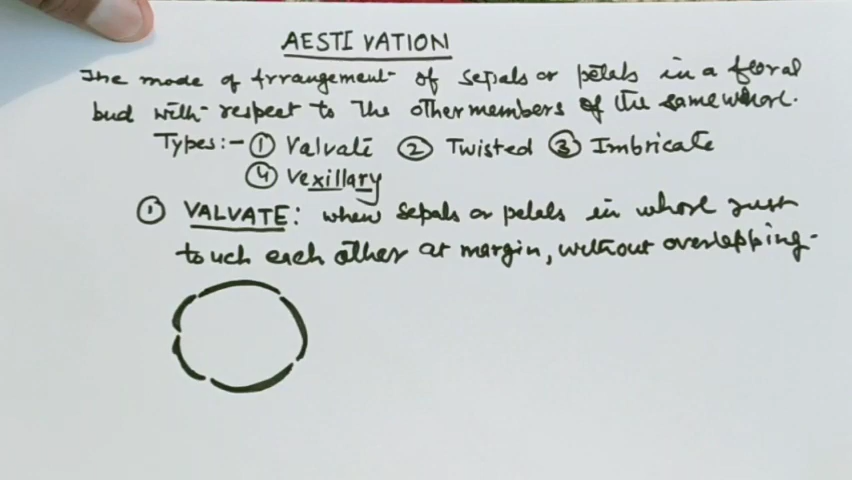 AESTIVATION
The mode of Arrangement of sepals or petals in a floral
bud with respect to the other members of the same whorl.
Types:- ① Valvate ② Twisted ③ Imbricate
④ Vexillary
① VALVATE: when sepals or petals in whorl just
touch each other at margin, without overlapping.